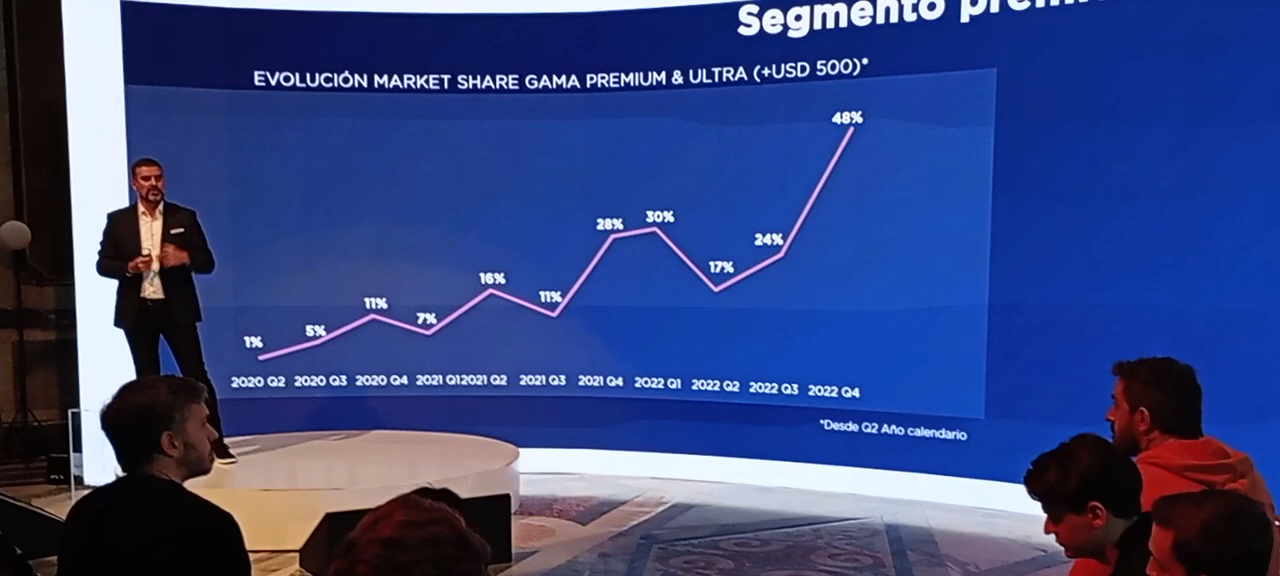 Segmento
EVOLUCIÓN MARKET SHARE GAMA PREMIUM & ULTRA (+USD 500)*
48%
28% 30%
24%
17%
16%
11% 11%
7%
5%
1%
2020 Q2 2020 Q3 2020 Q4 2021 Q1 2021 Q2 2021 Q3 2021 Q4 2022 Q1 2022 Q2 2022 Q3 2022 Q4
*Desde Q2 Año calendario